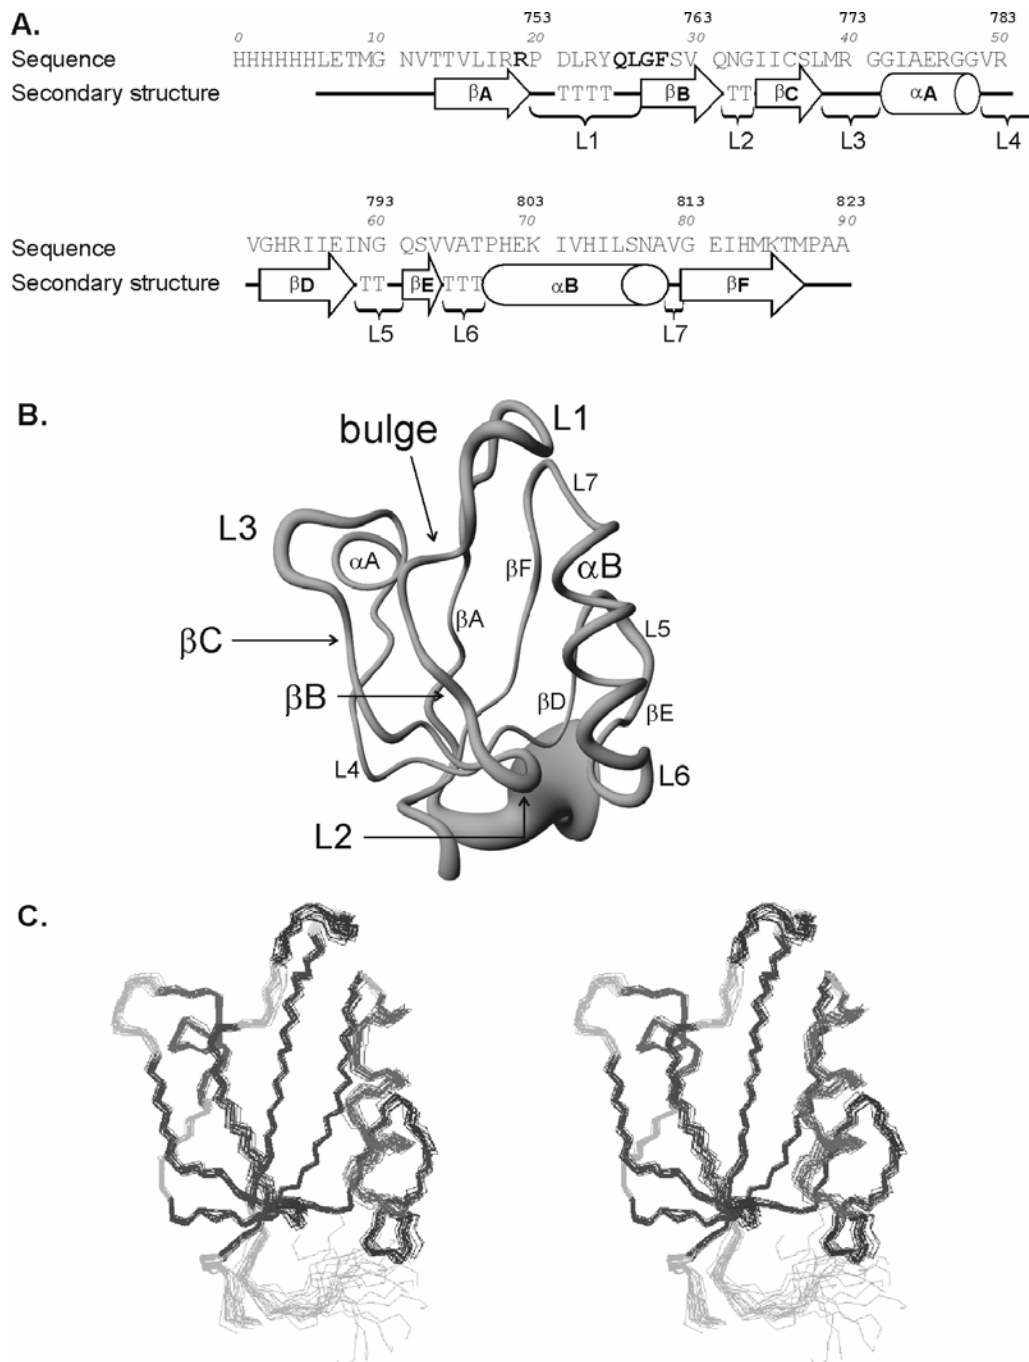 A.
753 763 773 783
0 10 20 30 40 50
Sequence HHHHHHLETMG NVTTVLIRRP DLRYQLGFSV QNGIICSLMR GGIAERGGVR
Secondary structure βA TTTT βB TT βC αA
L1 L2 L3 L4
793 803 813 823
60 70 80 90
Sequence VGHRIIEING QSVVATPHEK IVHILSNAVG EIHMKTMPAA
Secondary structure βD TT βE TTT αB βF
L5 L6 L7
B.
L1
bulge
L7
L3
αA
βF
αB
βA
L5
βC
βB
βD
βE
L4
L6
L2
C.